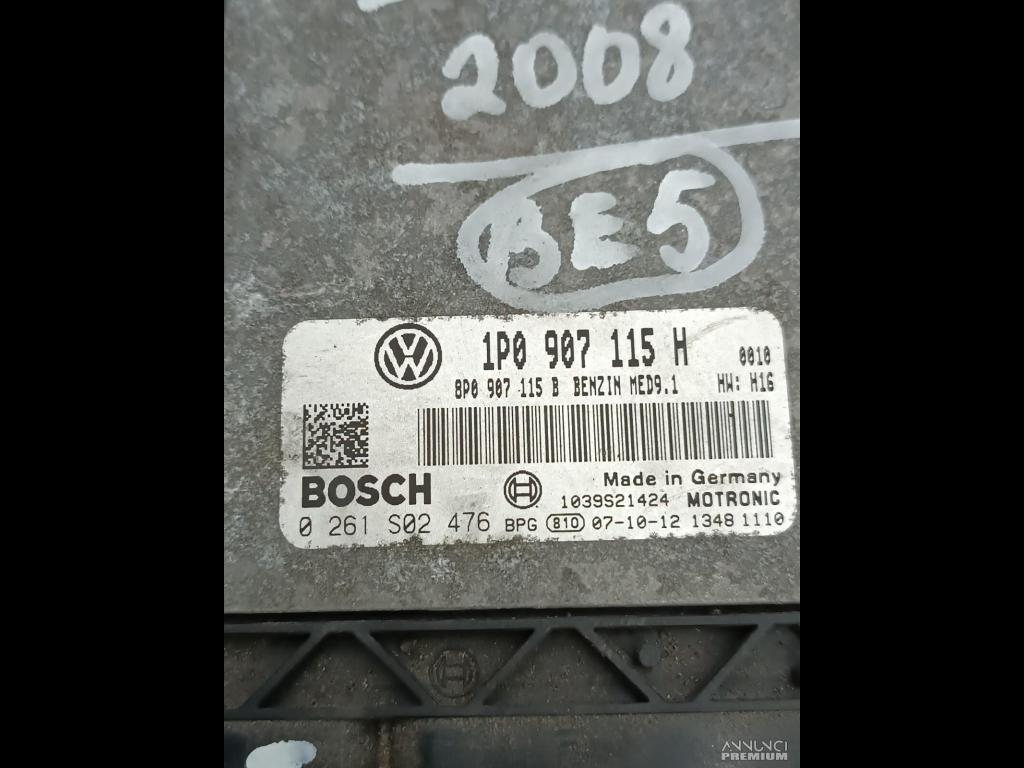 2008
BE5
1P0 907 115 H 0010
8P0 907 115 B BENZIN MED9.1 HW: H16
Made in Germany
BOSCH 1039S21424 MOTRONIC
0 261 S02 476 BPG 810 07-10-12 1348 1110
ANNUNCI
PREMIUM